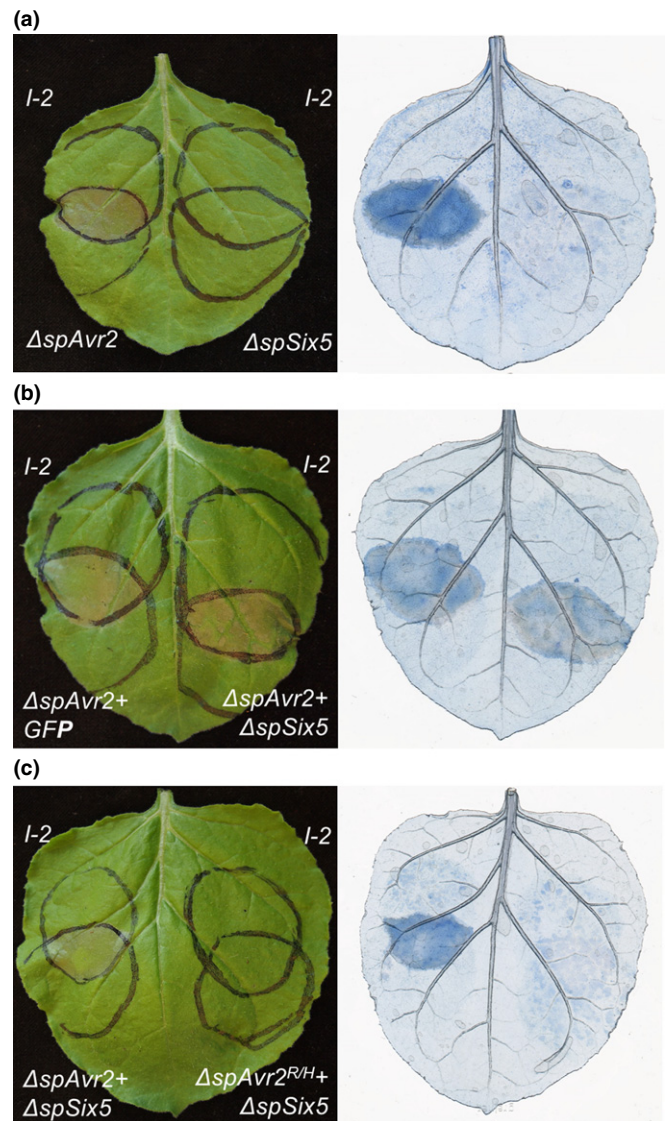 (a)
I-2 I-2
ΔspAvr2 ΔspSix5
(b)
I-2 I-2
ΔspAvr2+ ΔspAvr2+
GFP ΔspSix5
(c)
I-2 I-2
ΔspAvr2+ ΔspAvr2R/H+
ΔspSix5 ΔspSix5